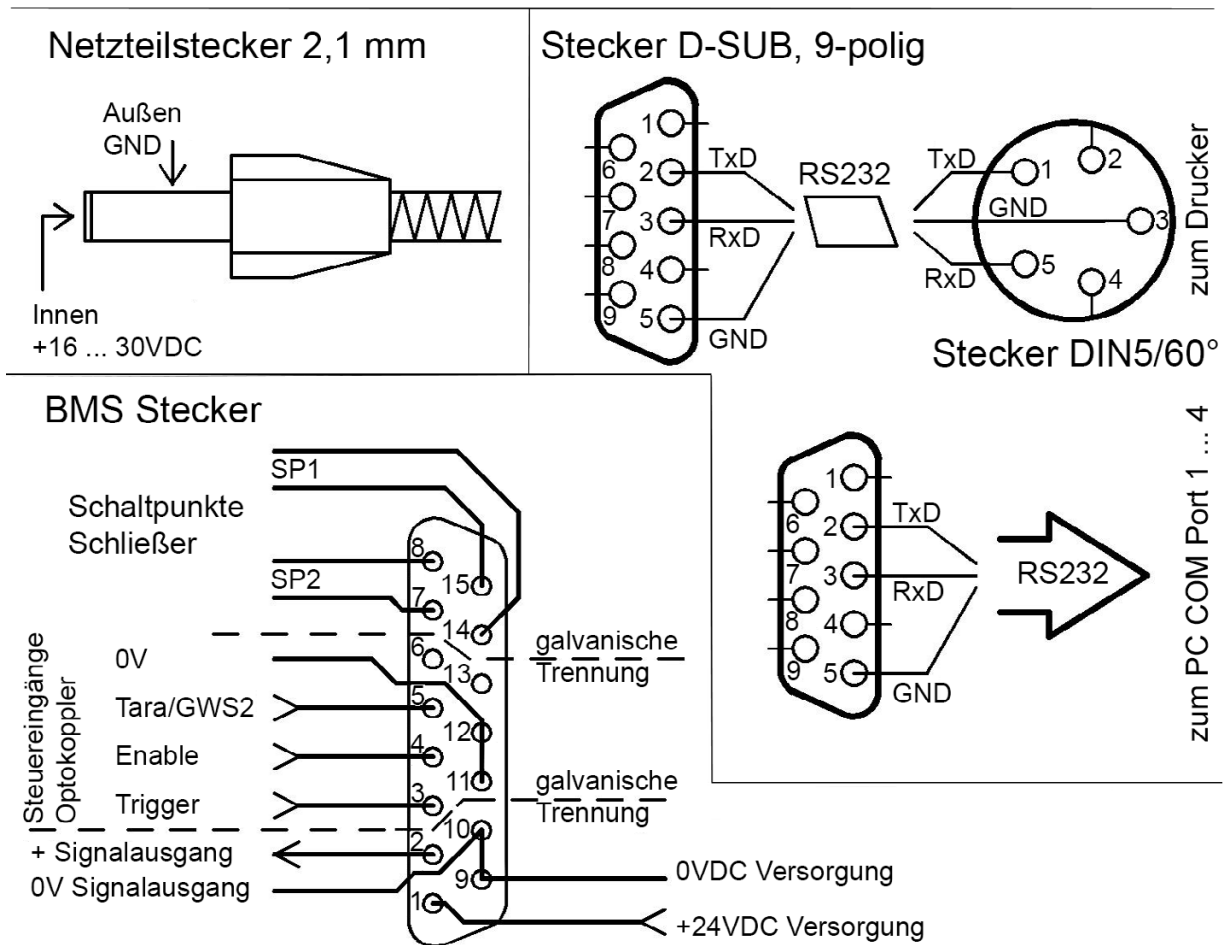 Netzteilstecker 2,1 mm
Außen
GND
Innen
+16 ... 30VDC
Stecker D-SUB, 9-polig
1
6
2
TxD
7
3
RxD
8
4
9
5
GND
RS232
TxD
1
2
GND
3
RxD
5
4
zum Drucker
Stecker DIN5/60°
BMS Stecker
SP1
Schaltpunkte
Schließer
8
15
SP2
7
14
galvanische
Trennung
6
13
0V
Steuereingänge
Optokoppler
Tara/GWS2
5
12
Enable
4
11
galvanische
Trennung
Trigger
3
10
+ Signalausgang
2
0V Signalausgang
9
0VDC Versorgung
1
+24VDC Versorgung
1
6
2
TxD
7
3
RxD
8
4
9
5
GND
RS232
zum PC COM Port 1 ... 4